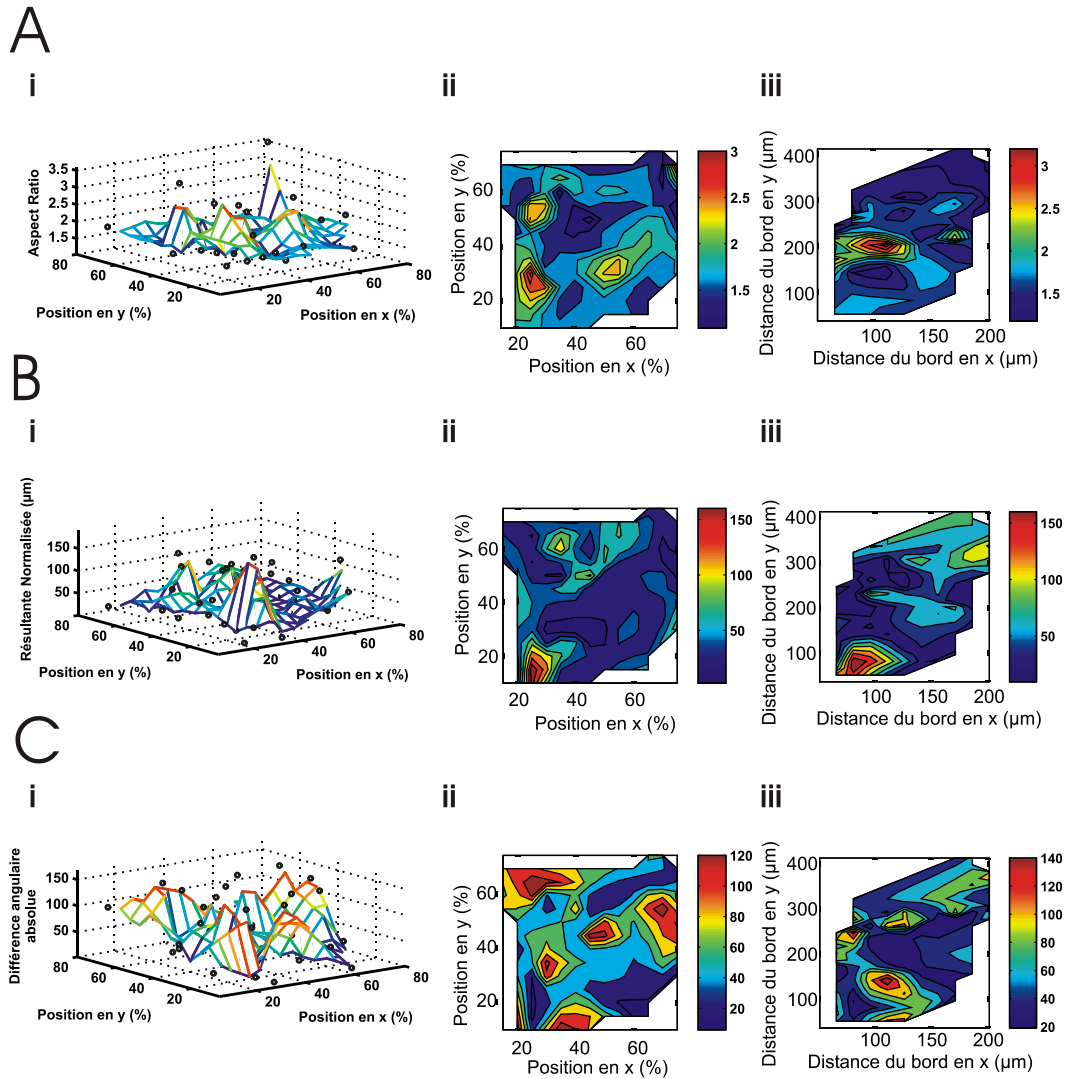 A
i
ii
iii
3.5
3
2.5
2
1.5
80
60
40
20
20
40
60
80
Aspect Ratio
Position en y (%)
Position en x (%)
60
40
20
20
40
60
Position en y (%)
Position en x (%)
3
2.5
2
1.5
400
300
200
100
100
150
200
Distance du bord en y (µm)
Distance du bord en x (µm)
3
2.5
2
1.5
B
i
ii
iii
150
100
50
80
60
40
20
20
40
60
80
Résultante Normalisée (µm)
Position en y (%)
Position en x (%)
60
40
20
20
40
60
Position en y (%)
Position en x (%)
150
100
50
400
300
200
100
100
150
200
Distance du bord en y (µm)
Distance du bord en x (µm)
150
100
50
C
i
ii
iii
150
100
50
80
60
40
20
20
40
60
80
Différence angulaire
absolue
Position en y (%)
Position en x (%)
60
40
20
20
40
60
Position en y (%)
Position en x (%)
120
100
80
60
40
20
400
300
200
100
100
150
200
Distance du bord en y (µm)
Distance du bord en x (µm)
140
120
100
80
60
40
20